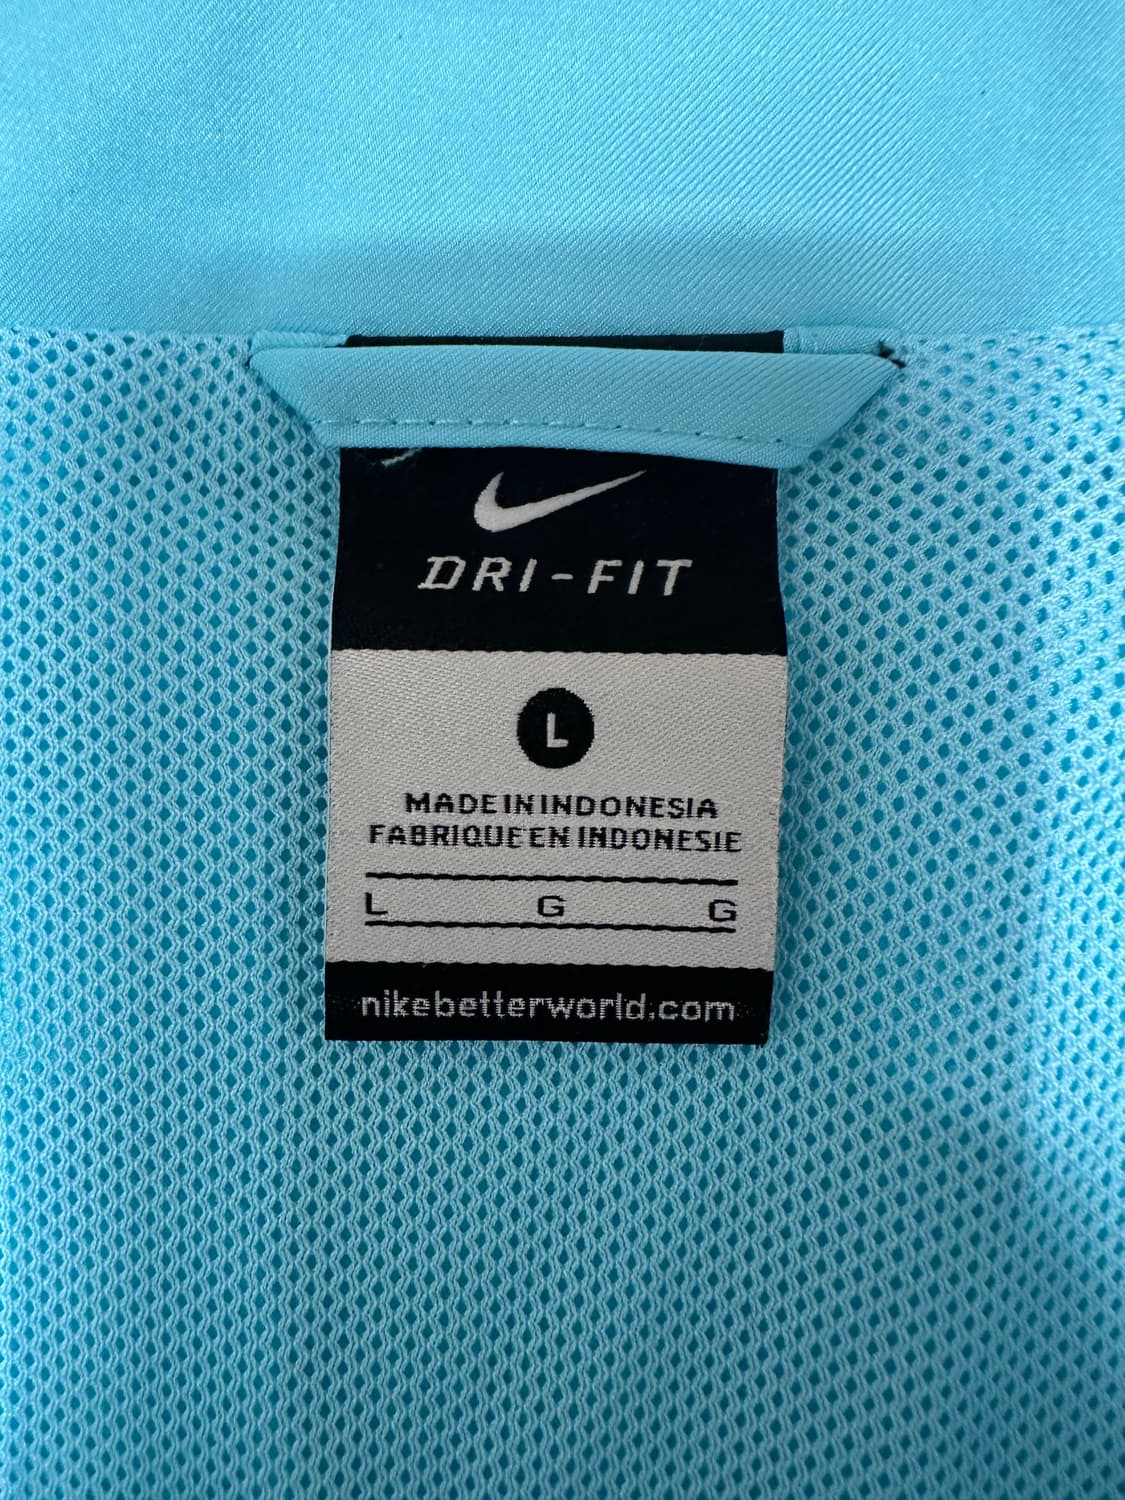 DRI-FIT
L
MADE IN INDONESIA
FABRIQUE EN INDONESIE
L G G
nikebetterworld.com